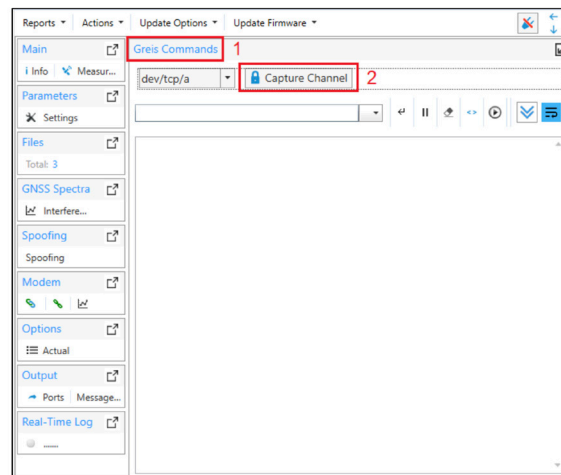 Reports Actions Update Options Update Firmware
Main
i Info Measur...
Parameters
Settings
Files
Total: 3
GNSS Spectra
Interfere...
Spoofing
Spoofing
Modem
Options
Actual
Output
Ports Message...
Real-Time Log
......
Greis Commands 1
dev/tcp/a Capture Channel 2